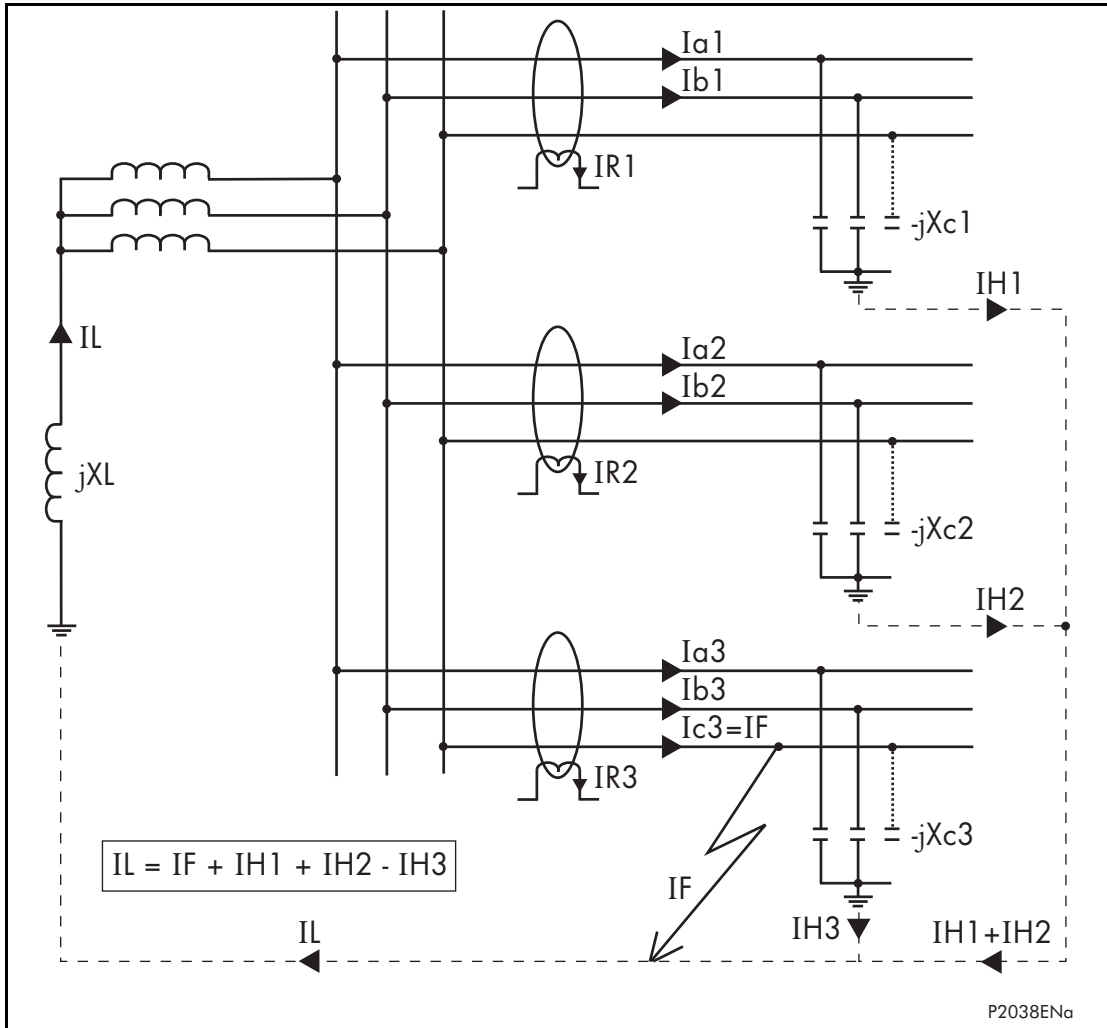 Ia1
Ib1
IR1
-jXc1
IH1
IL
Ia2
Ib2
jXL
IR2
-jXc2
IH2
Ia3
Ib3
Ic3=IF
IR3
-jXc3
IL = IF + IH1 + IH2 - IH3
IF
IL
IH3
IH1+IH2
P2038ENa